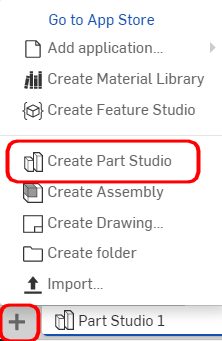 Go to App Store
Add application...
Create Material Library
Create Feature Studio
Create Part Studio
Create Assembly
Create Drawing...
Create folder
Import...
Part Studio 1